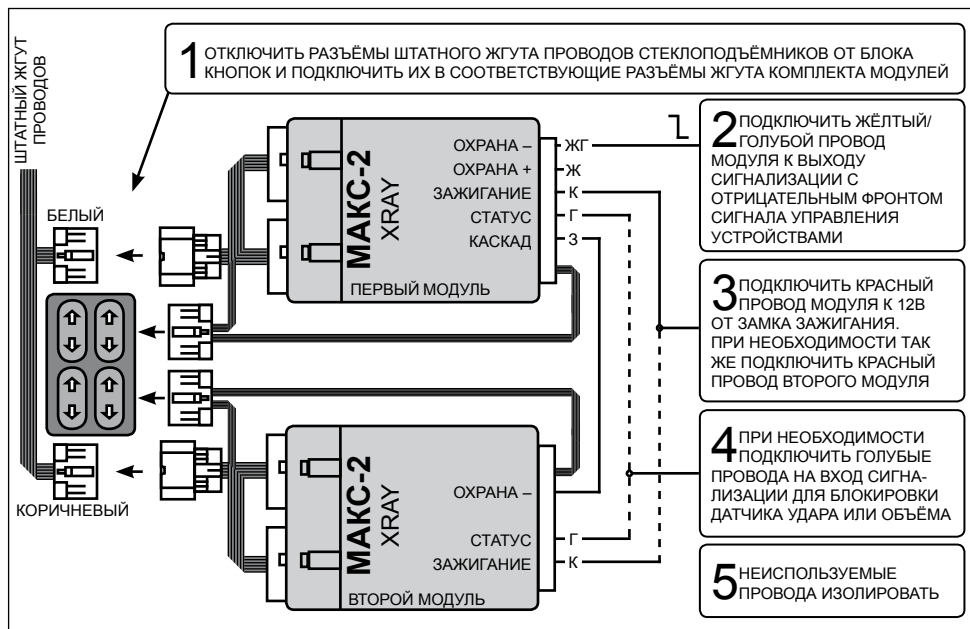 ШТАТНЫЙ ЖГУТ
ПРОВОДОВ
1 ОТКЛЮЧИТЬ РАЗЪЁМЫ ШТАТНОГО ЖГУТА ПРОВОДОВ СТЕКЛОПОДЪЁМНИКОВ ОТ БЛОКА
КНОПОК И ПОДКЛЮЧИТЬ ИХ В СООТВЕТСТВУЮЩИЕ РАЗЪЁМЫ ЖГУТА КОМПЛЕКТА МОДУЛЕЙ
БЕЛЫЙ
КОРИЧНЕВЫЙ
МАКС-2
XRAY
ОХРАНА – ЖГ
ОХРАНА + Ж
ЗАЖИГАНИЕ К
СТАТУС Г
КАСКАД З
ПЕРВЫЙ МОДУЛЬ
МАКС-2
XRAY
ОХРАНА –
СТАТУС Г
ЗАЖИГАНИЕ К
ВТОРОЙ МОДУЛЬ
2 ПОДКЛЮЧИТЬ ЖЁЛТЫЙ/
ГОЛУБОЙ ПРОВОД
МОДУЛЯ К ВЫХОДУ
СИГНАЛИЗАЦИИ С
ОТРИЦАТЕЛЬНЫМ ФРОНТОМ
СИГНАЛА УПРАВЛЕНИЯ
УСТРОЙСТВАМИ
3 ПОДКЛЮЧИТЬ КРАСНЫЙ
ПРОВОД МОДУЛЯ К 12В
ОТ ЗАМКА ЗАЖИГАНИЯ.
ПРИ НЕОБХОДИМОСТИ ТАК
ЖЕ ПОДКЛЮЧИТЬ КРАСНЫЙ
ПРОВОД ВТОРОГО МОДУЛЯ
4 ПРИ НЕОБХОДИМОСТИ
ПОДКЛЮЧИТЬ ГОЛУБЫЕ
ПРОВОДА НА ВХОД СИГНА-
ЛИЗАЦИИ ДЛЯ БЛОКИРОВКИ
ДАТЧИКА УДАРА ИЛИ ОБЪЁМА
5 НЕИСПОЛЬЗУЕМЫЕ
ПРОВОДА ИЗОЛИРОВАТЬ